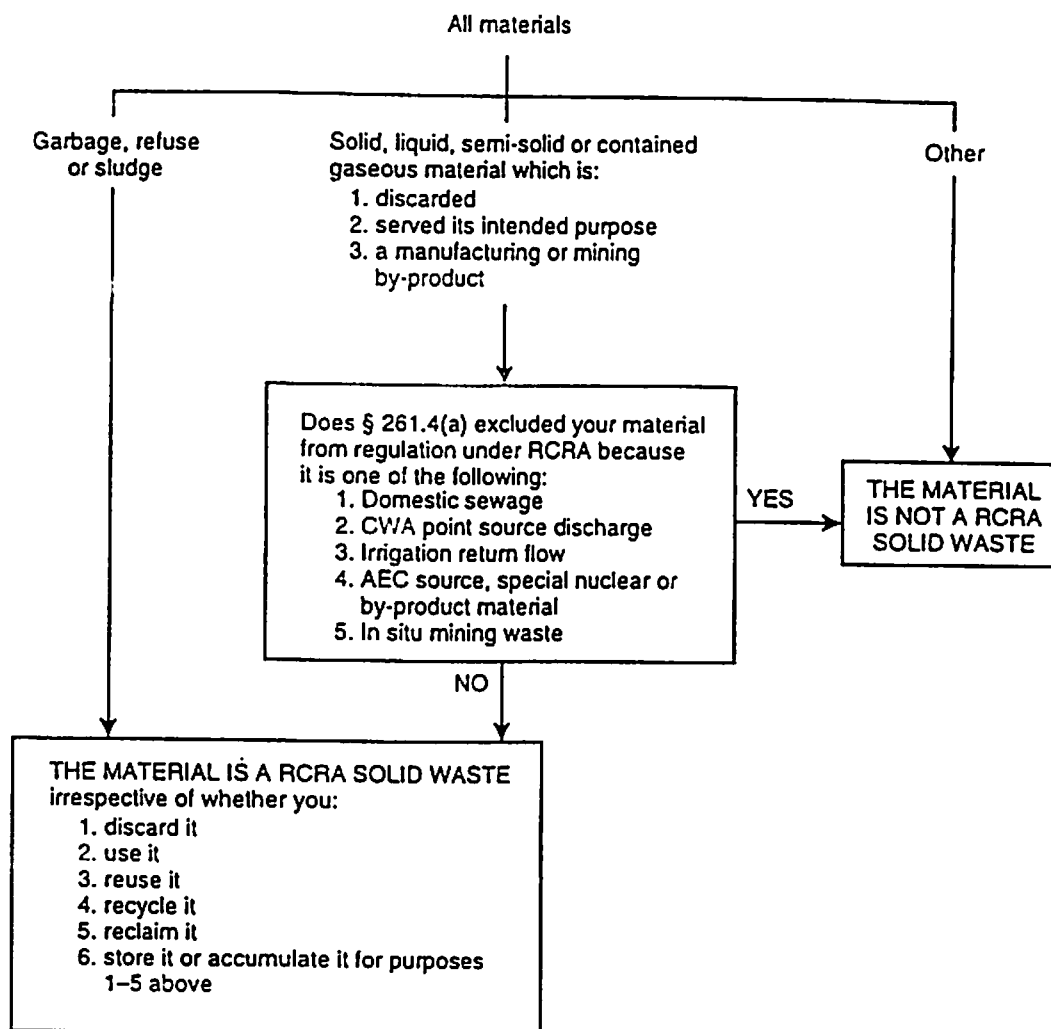 All materials
Garbage, refuse
or sludge
Solid, liquid, semi-solid or contained
gaseous material which is:
1. discarded
2. served its intended purpose
3. a manufacturing or mining
by-product
Other
Does § 261.4(a) excluded your material
from regulation under RCRA because
it is one of the following:
1. Domestic sewage
2. CWA point source discharge
3. Irrigation return flow
4. AEC source, special nuclear or
by-product material
5. In situ mining waste
YES
THE MATERIAL
IS NOT A RCRA
SOLID WASTE
NO
THE MATERIAL IS A RCRA SOLID WASTE
irrespective of whether you:
1. discard it
2. use it
3. reuse it
4. recycle it
5. reclaim it
6. store it or accumulate it for purposes
1–5 above